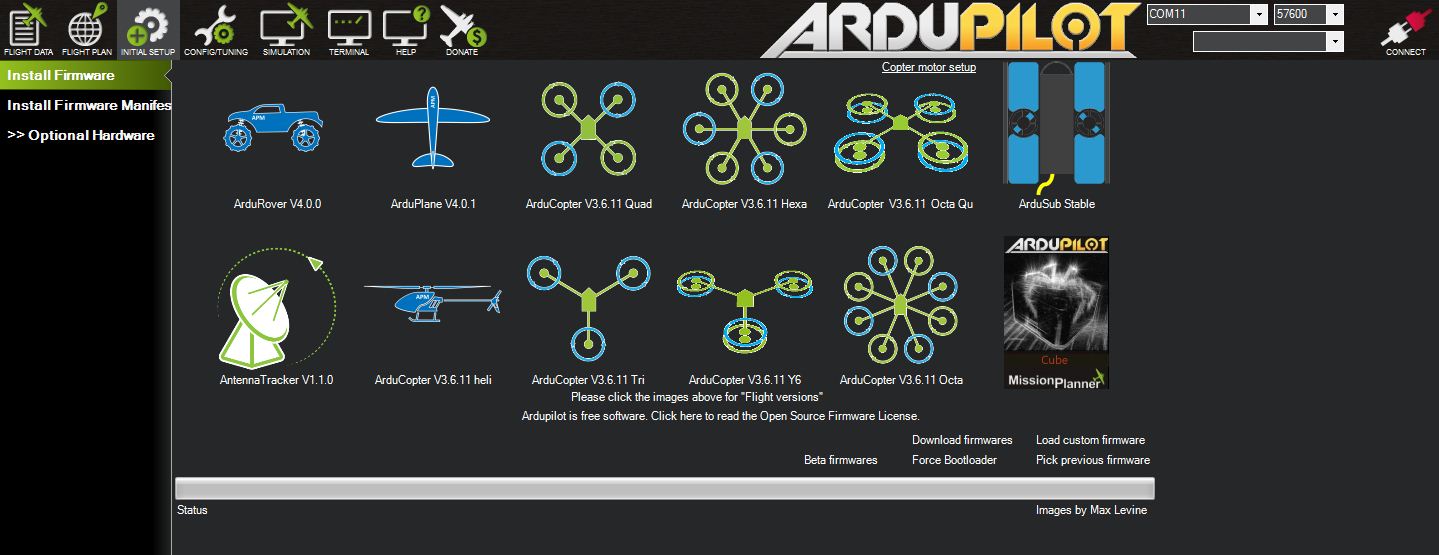 FLIGHT DATA FLIGHT PLAN INITIAL SETUP CONFIG/TUNING SIMULATION TERMINAL HELP DONATE
ARDUPILOT
COM11 57600
CONNECT
Install Firmware
Install Firmware Manifes
>> Optional Hardware
Copter motor setup
APM
APM
ArduRover V4.0.0 ArduPlane V4.0.1 ArduCopter V3.6.11 Quad ArduCopter V3.6.11 Hexa ArduCopter V3.6.11 Octa Qu ArduSub Stable
APM
ARDUPILOT
Cube
MissionPlanner
AntennaTracker V1.1.0 ArduCopter V3.6.11 heli ArduCopter V3.6.11 Tri ArduCopter V3.6.11 Y6 ArduCopter V3.6.11 Octa
Please click the images above for "Flight versions"
Ardupilot is free software. Click here to read the Open Source Firmware License.
Download firmwares Load custom firmware
Beta firmwares Force Bootloader Pick previous firmware
Status Images by Max Levine